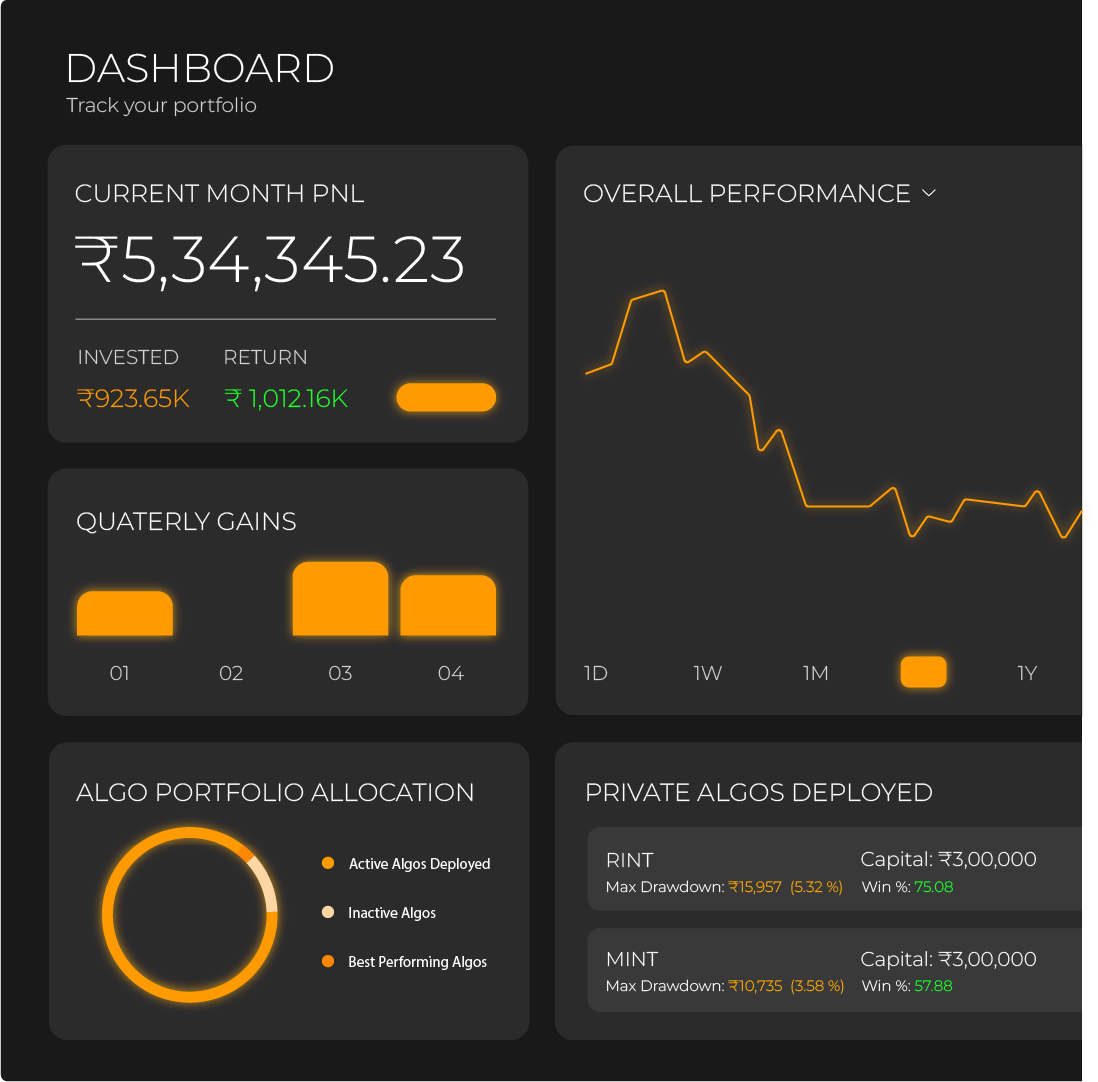 DASHBOARD
Track your portfolio
CURRENT MONTH PNL
₹5,34,345.23
INVESTED RETURN
₹923.65K ₹ 1,012.16K
OVERALL PERFORMANCE
1D 1W 1M 1Y
QUATERLY GAINS
01 02 03 04
ALGO PORTFOLIO ALLOCATION
Active Algos Deployed
Inactive Algos
Best Performing Algos
PRIVATE ALGOS DEPLOYED
RINT Capital: ₹3,00,000
Max Drawdown: ₹15,957 (5.32 %) Win %: 75.08
MINT Capital: ₹3,00,000
Max Drawdown: ₹10,735 (3.58 %) Win %: 57.88